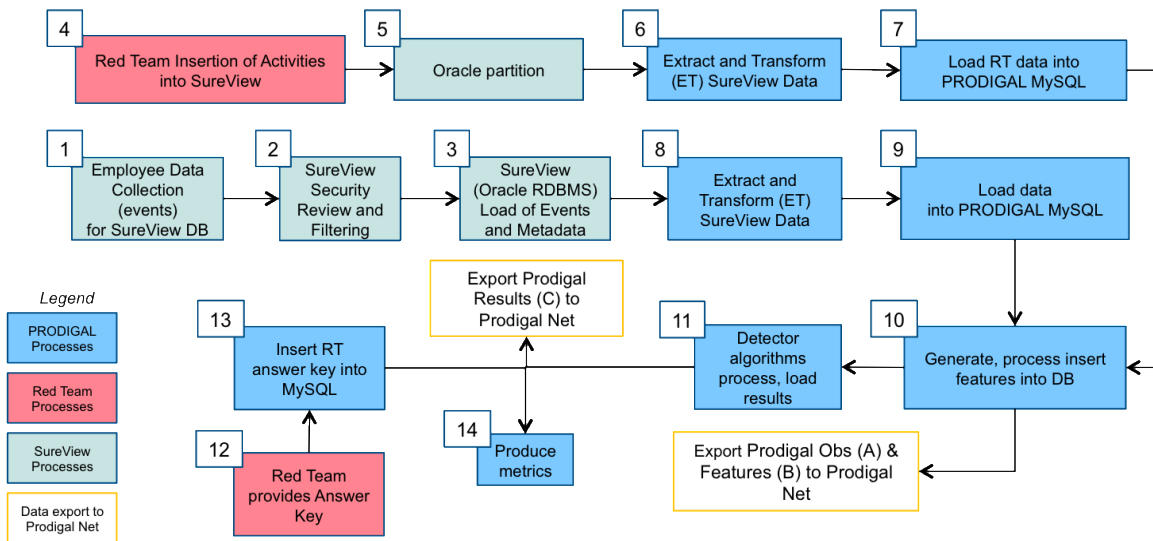 4
Red Team Insertion of Activities
into SureView
5
Oracle partition
6
Extract and Transform
(ET) SureView Data
7
Load RT data into
PRODIGAL MySQL
1
Employee Data
Collection
(events)
for SureView DB
2
SureView
Security
Review and
Filtering
3
SureView
(Oracle RDBMS)
Load of Events
and Metadata
8
Extract and
Transform (ET)
SureView Data
9
Load data
into PRODIGAL MySQL
Export Prodigal
Results (C) to
Prodigal Net
Legend
PRODIGAL
Processes
Red Team
Processes
SureView
Processes
Data export to
Prodigal Net
13
Insert RT
answer key into
MySQL
11
Detector
algorithms
process, load
results
10
Generate, process insert
features into DB
12
Red Team
provides Answer
Key
14
Produce
metrics
Export Prodigal Obs (A) &
Features (B) to Prodigal
Net